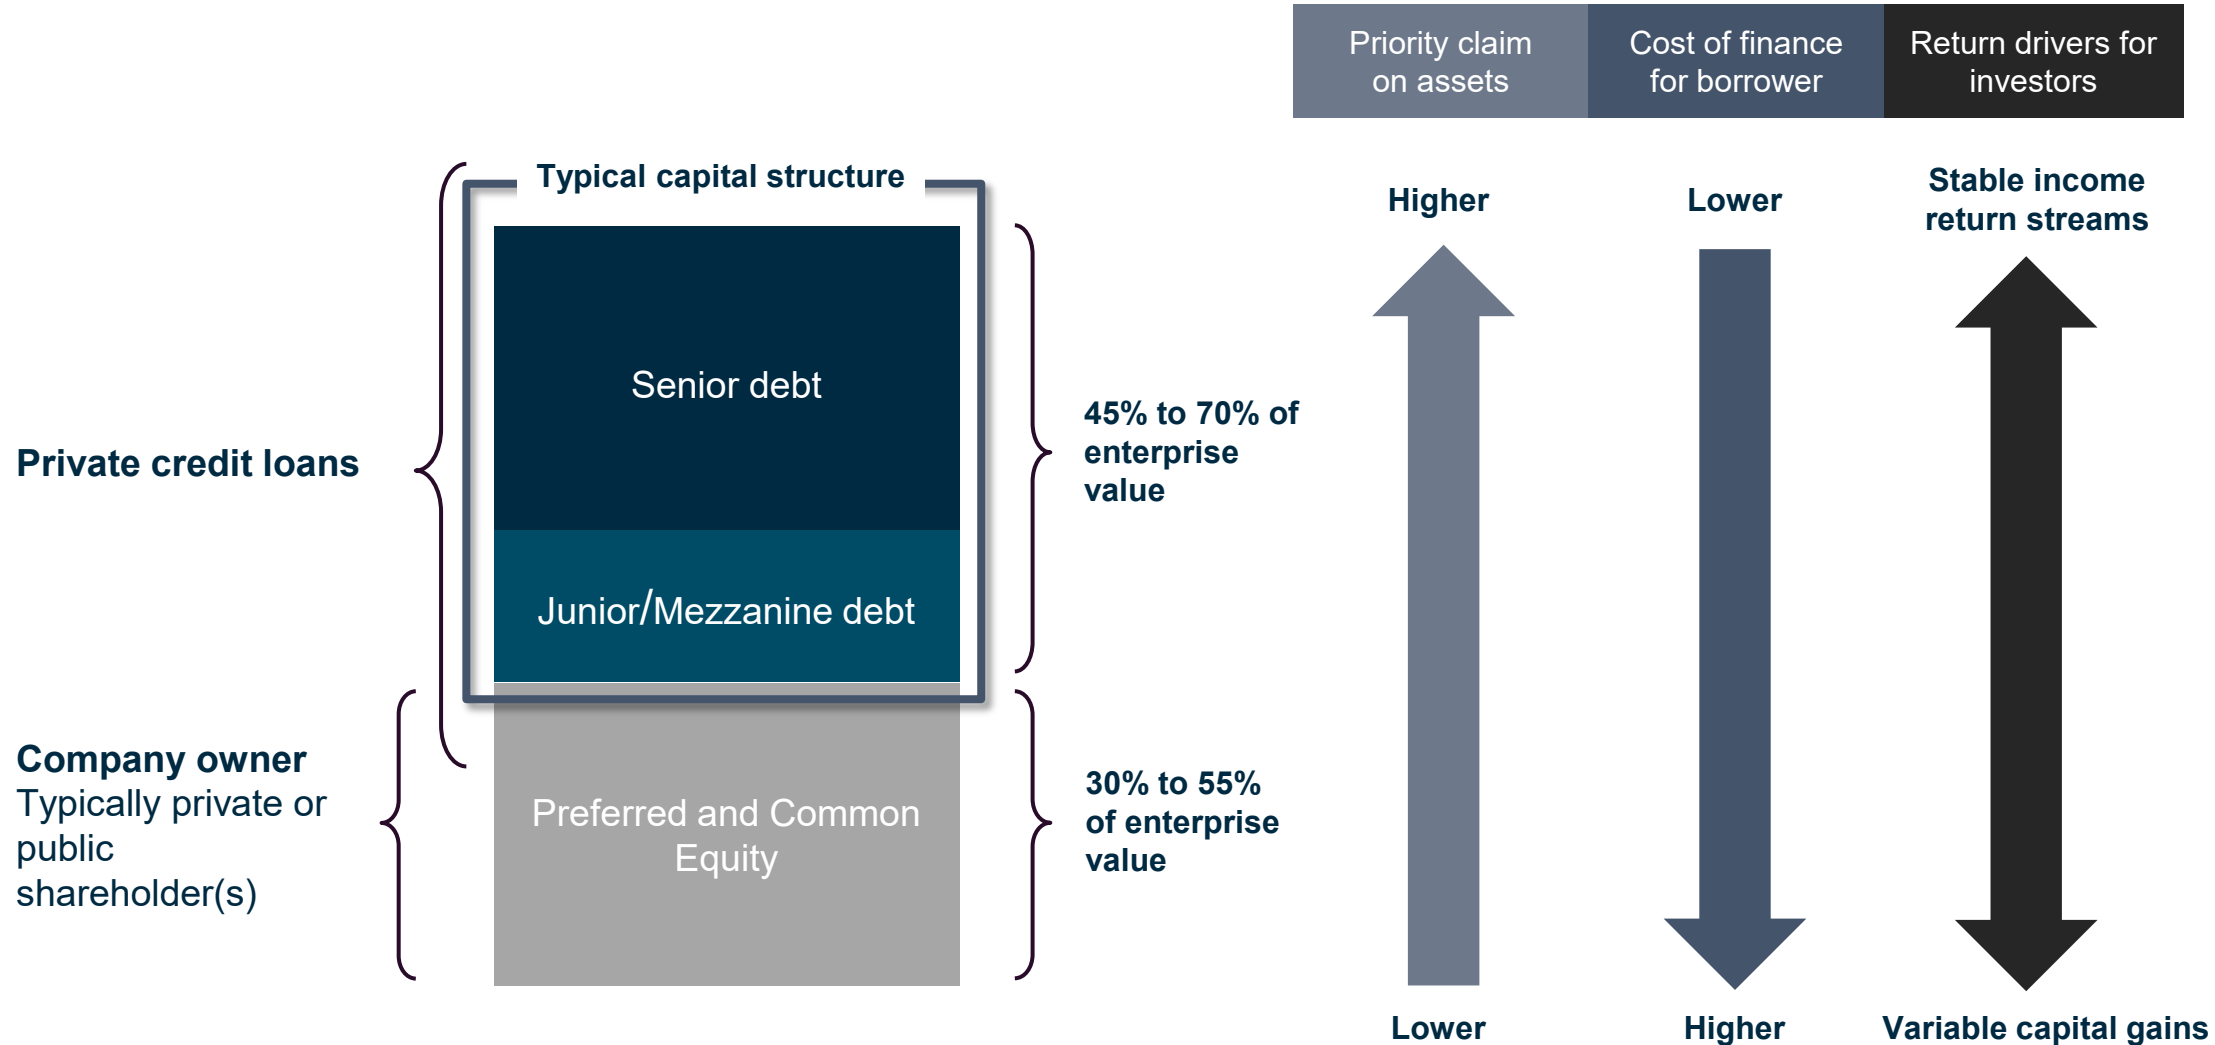 Priority claim
on assets
Cost of finance
for borrower
Return drivers for
investors
Typical capital structure
Higher
Lower
Stable income
return streams
Senior debt
45% to 70% of
enterprise
value
Private credit loans
Junior/Mezzanine debt
Company owner
Typically private or
public
shareholder(s)
Preferred and Common
Equity
30% to 55%
of enterprise
value
Lower
Higher
Variable capital gains